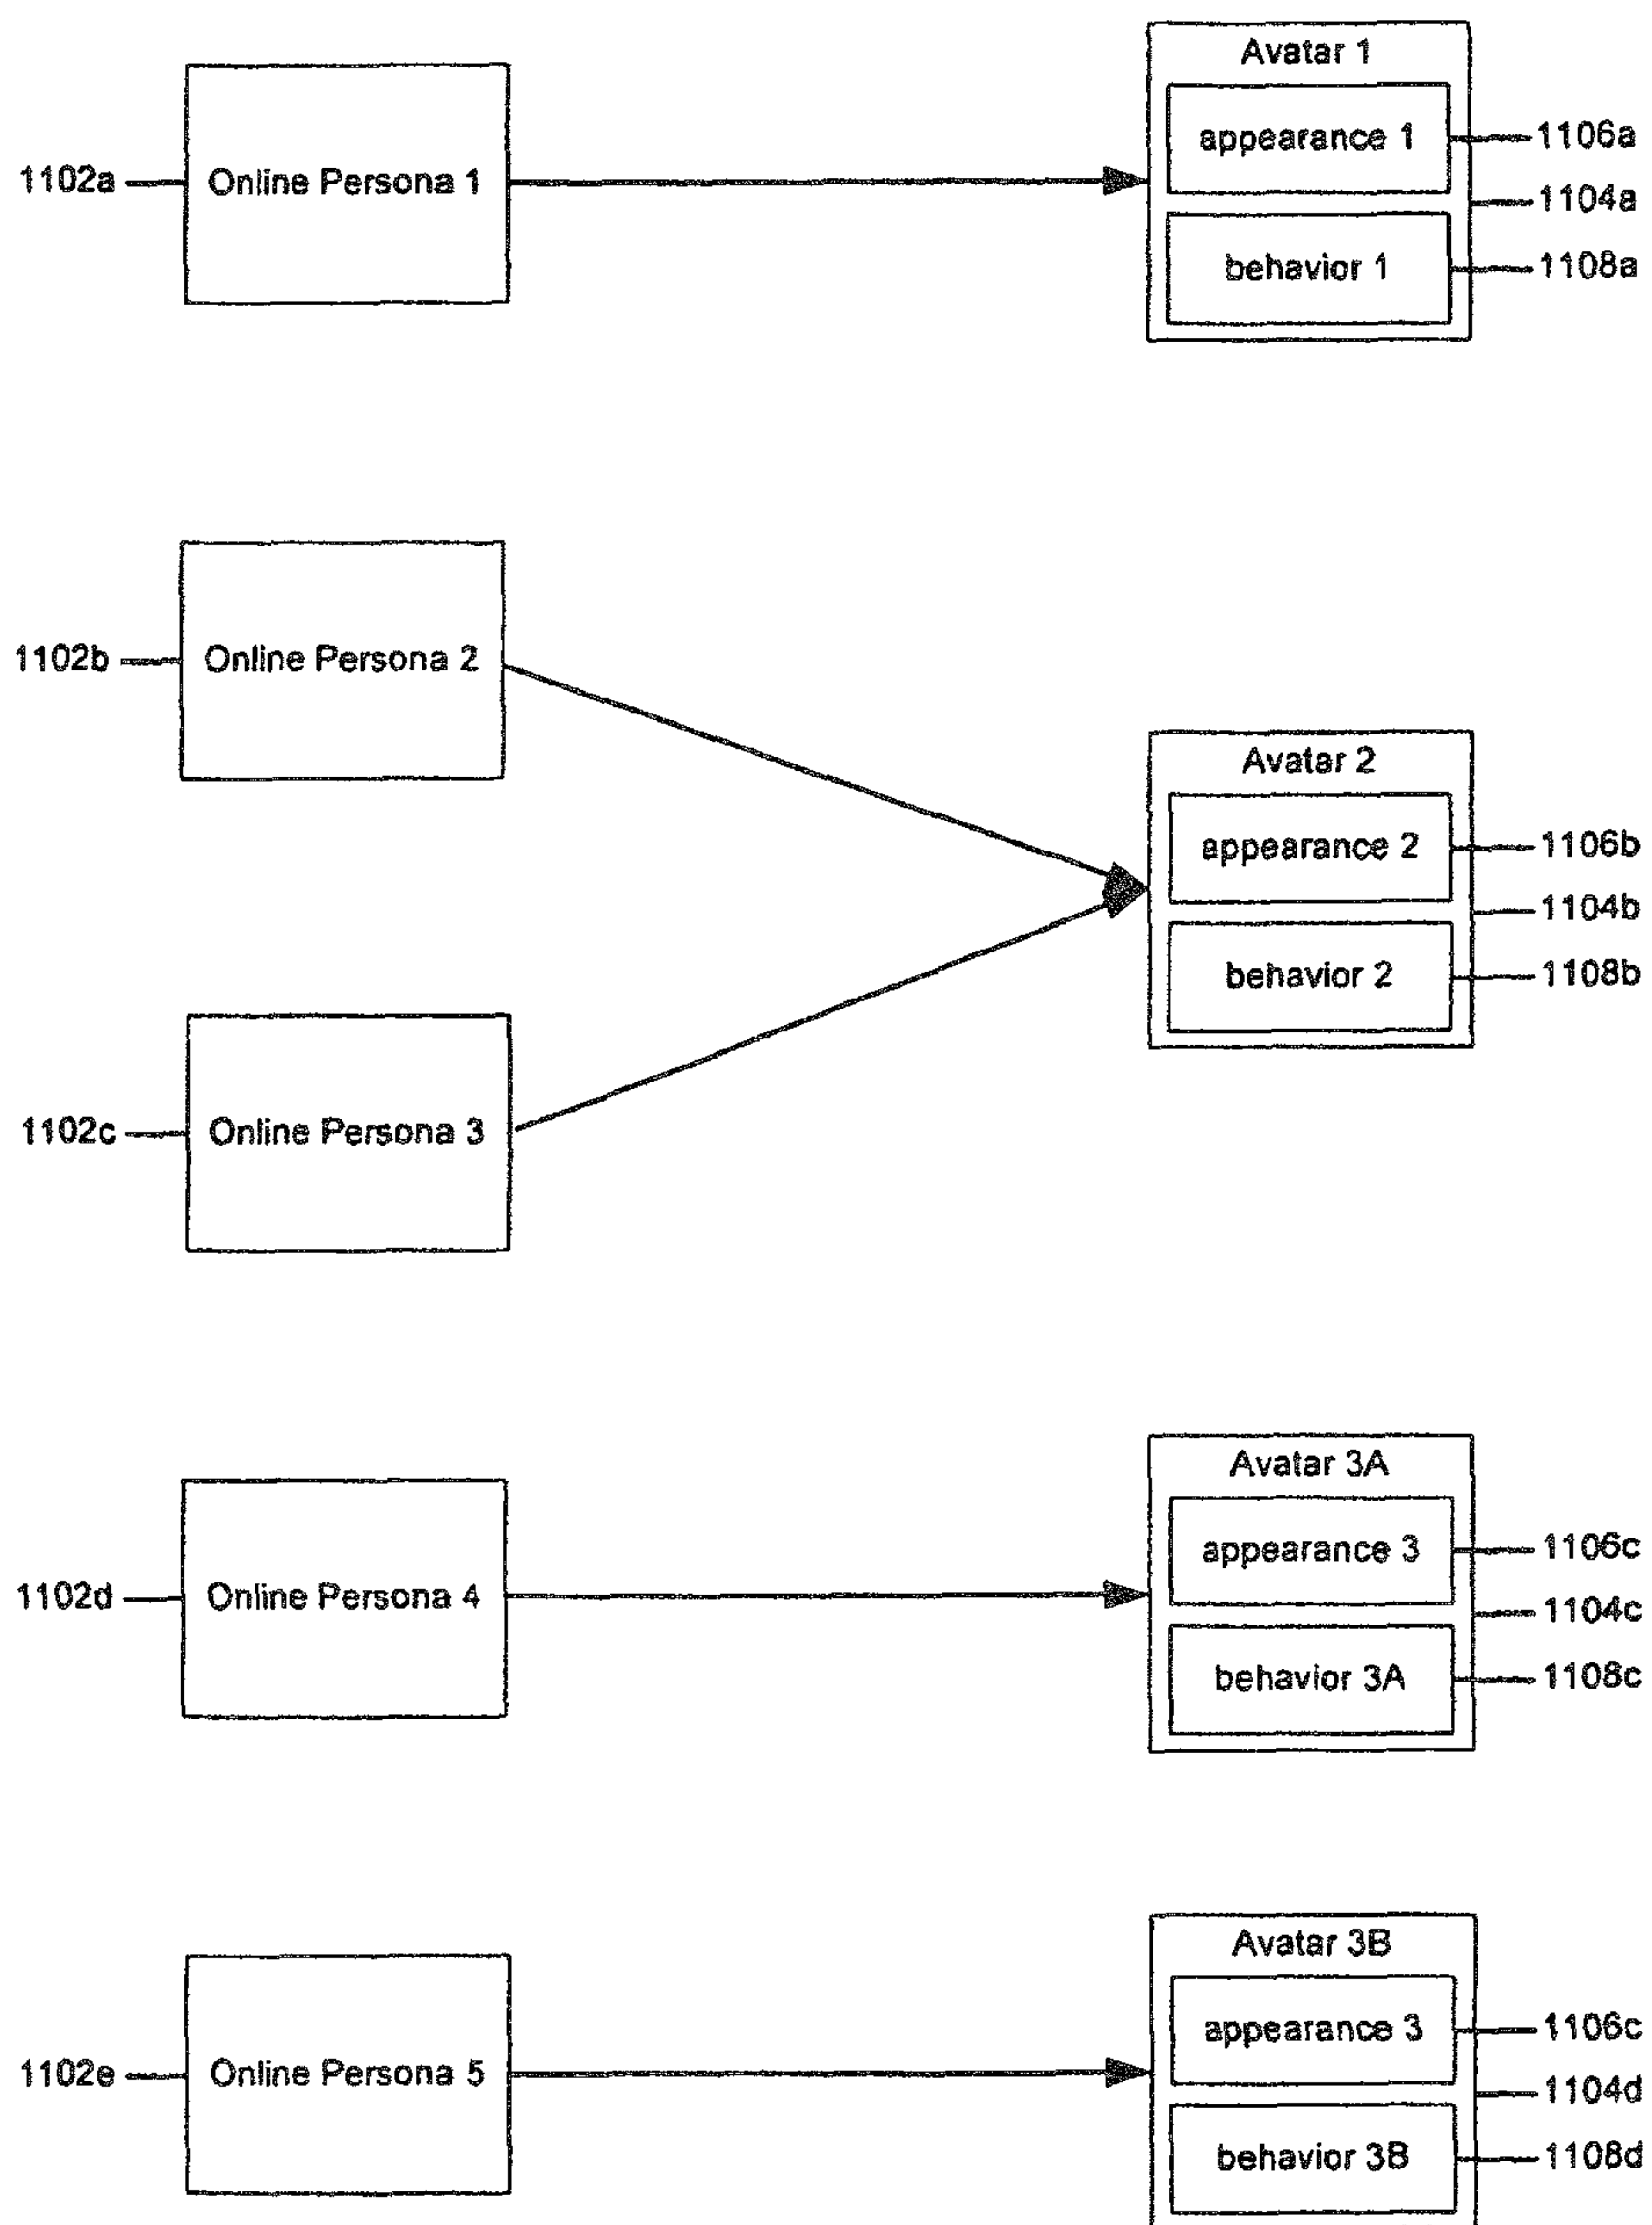 Avatar 1
appearance 1
1106a
1102a
Online Persona 1
1104a
behavior 1
1108a
1102b
Online Persona 2
Avatar 2
appearance 2
1106b
1104b
behavior 2
1108b
1102c
Online Persona 3
Avatar 3A
appearance 3
1106c
1102d
Online Persona 4
1104c
behavior 3A
1108c
Avatar 3B
appearance 3
1106c
1102e
Online Persona 5
1104d
behavior 3B
1108d